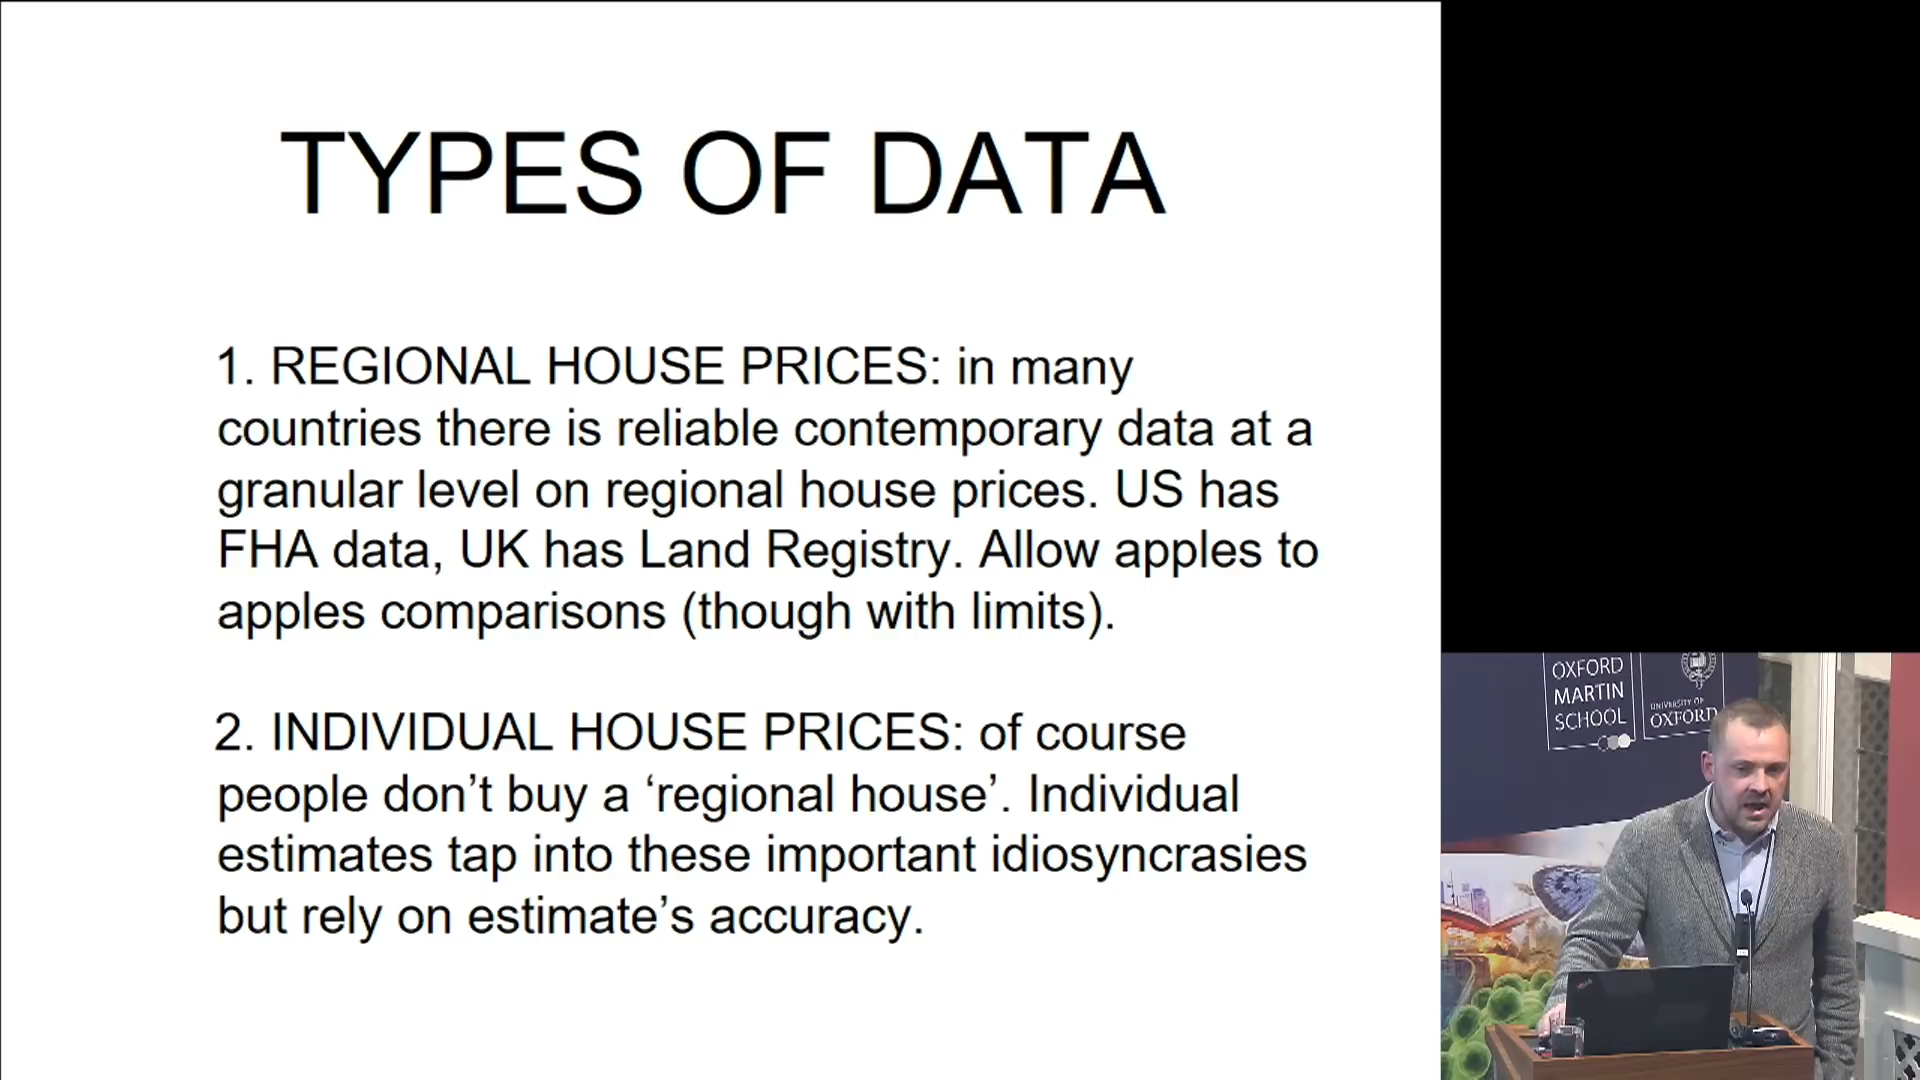 TYPES OF DATA
1. REGIONAL HOUSE PRICES: in many
countries there is reliable contemporary data at a
granular level on regional house prices. US has
FHA data, UK has Land Registry. Allow apples to
apples comparisons (though with limits).
2. INDIVIDUAL HOUSE PRICES: of course
people don’t buy a ‘regional house’. Individual
estimates tap into these important idiosyncrasies
but rely on estimate’s accuracy.
OXFORD
MARTIN
SCHOOL
UNIVERSITY OF
OXFORD